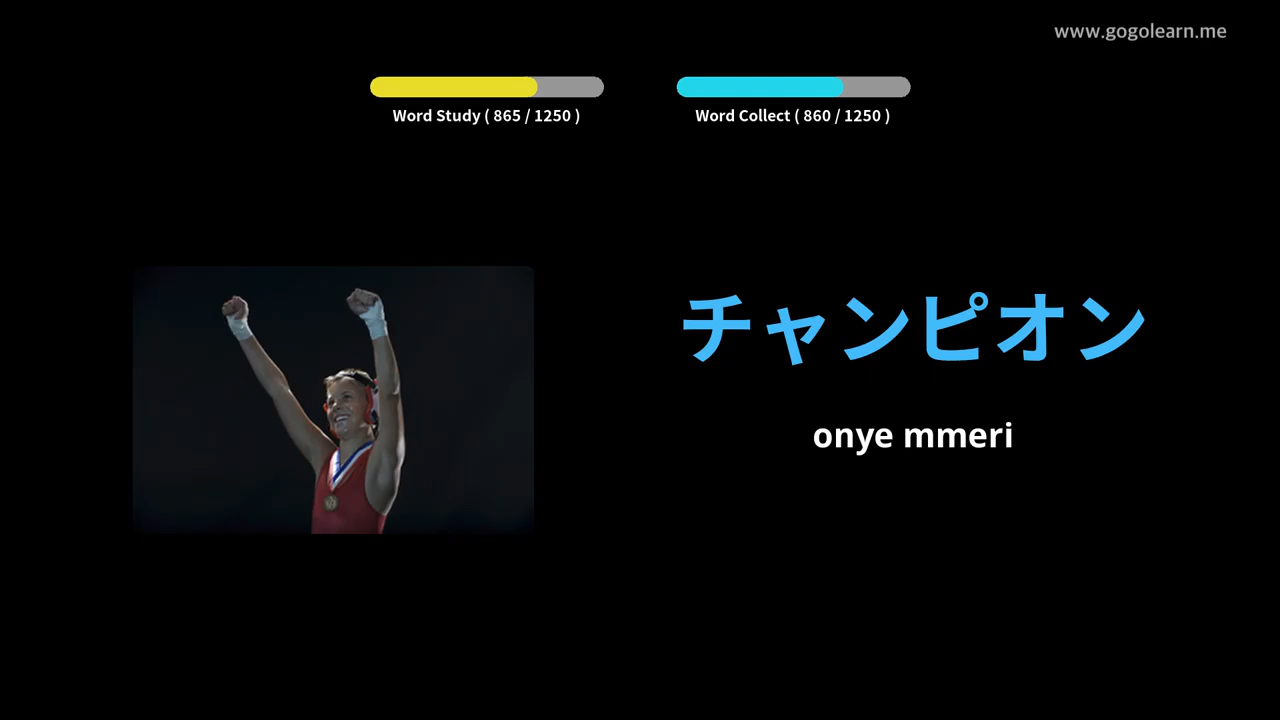 www.gogolearn.me
Word Study ( 865 / 1250 )
Word Collect ( 860 / 1250 )
チャンピオン
onye mmeri